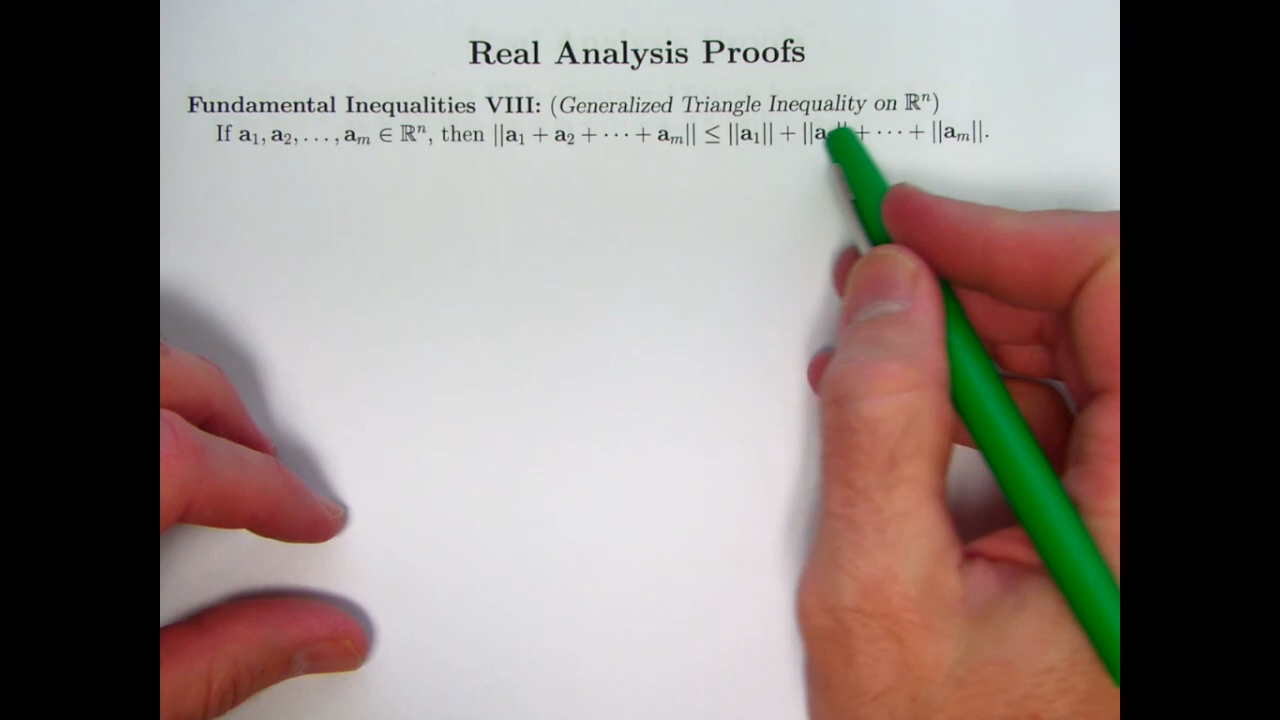 Real Analysis Proofs
Fundamental Inequalities VIII: (Generalized Triangle Inequality on ℝⁿ)
If a₁, a₂, . . . , aₘ ∈ ℝⁿ, then ||a₁ + a₂ + · · · + aₘ|| ≤ ||a₁|| + ||a || + · · · + ||aₘ||.